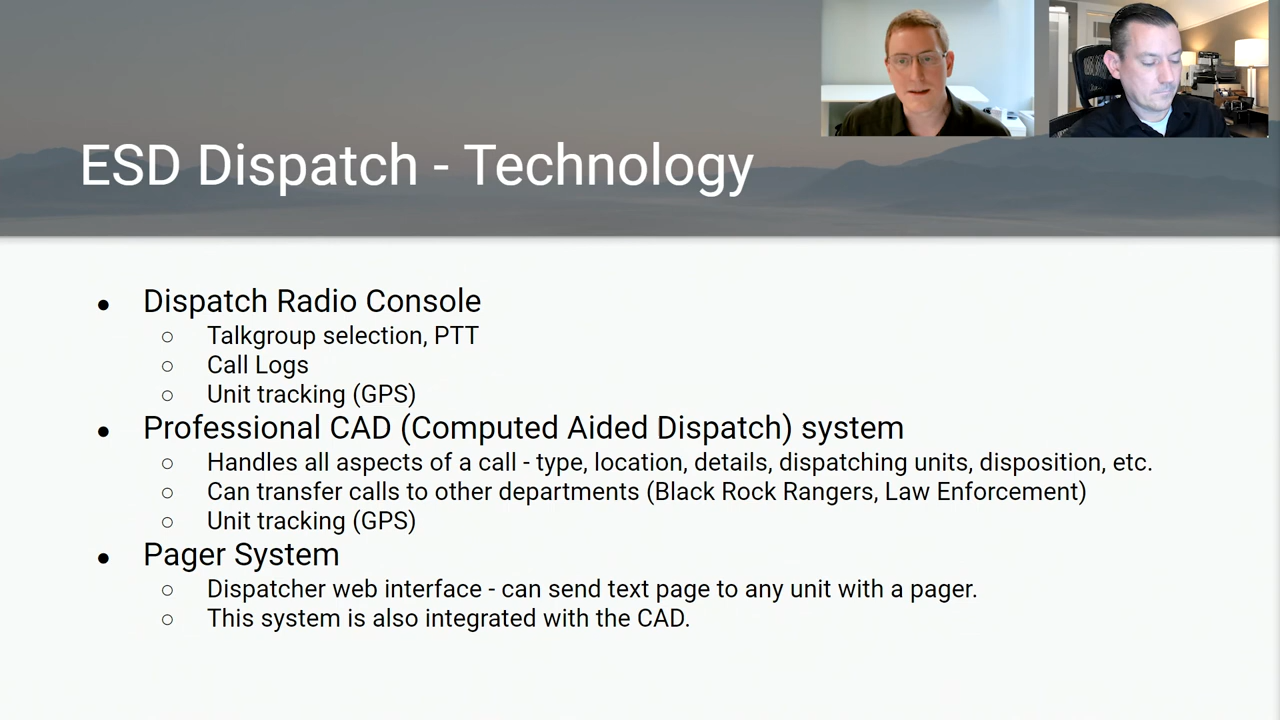 ESD Dispatch - Technology
● Dispatch Radio Console
○ Talkgroup selection, PTT
○ Call Logs
○ Unit tracking (GPS)
● Professional CAD (Computed Aided Dispatch) system
○ Handles all aspects of a call - type, location, details, dispatching units, disposition, etc.
○ Can transfer calls to other departments (Black Rock Rangers, Law Enforcement)
○ Unit tracking (GPS)
● Pager System
○ Dispatcher web interface - can send text page to any unit with a pager.
○ This system is also integrated with the CAD.